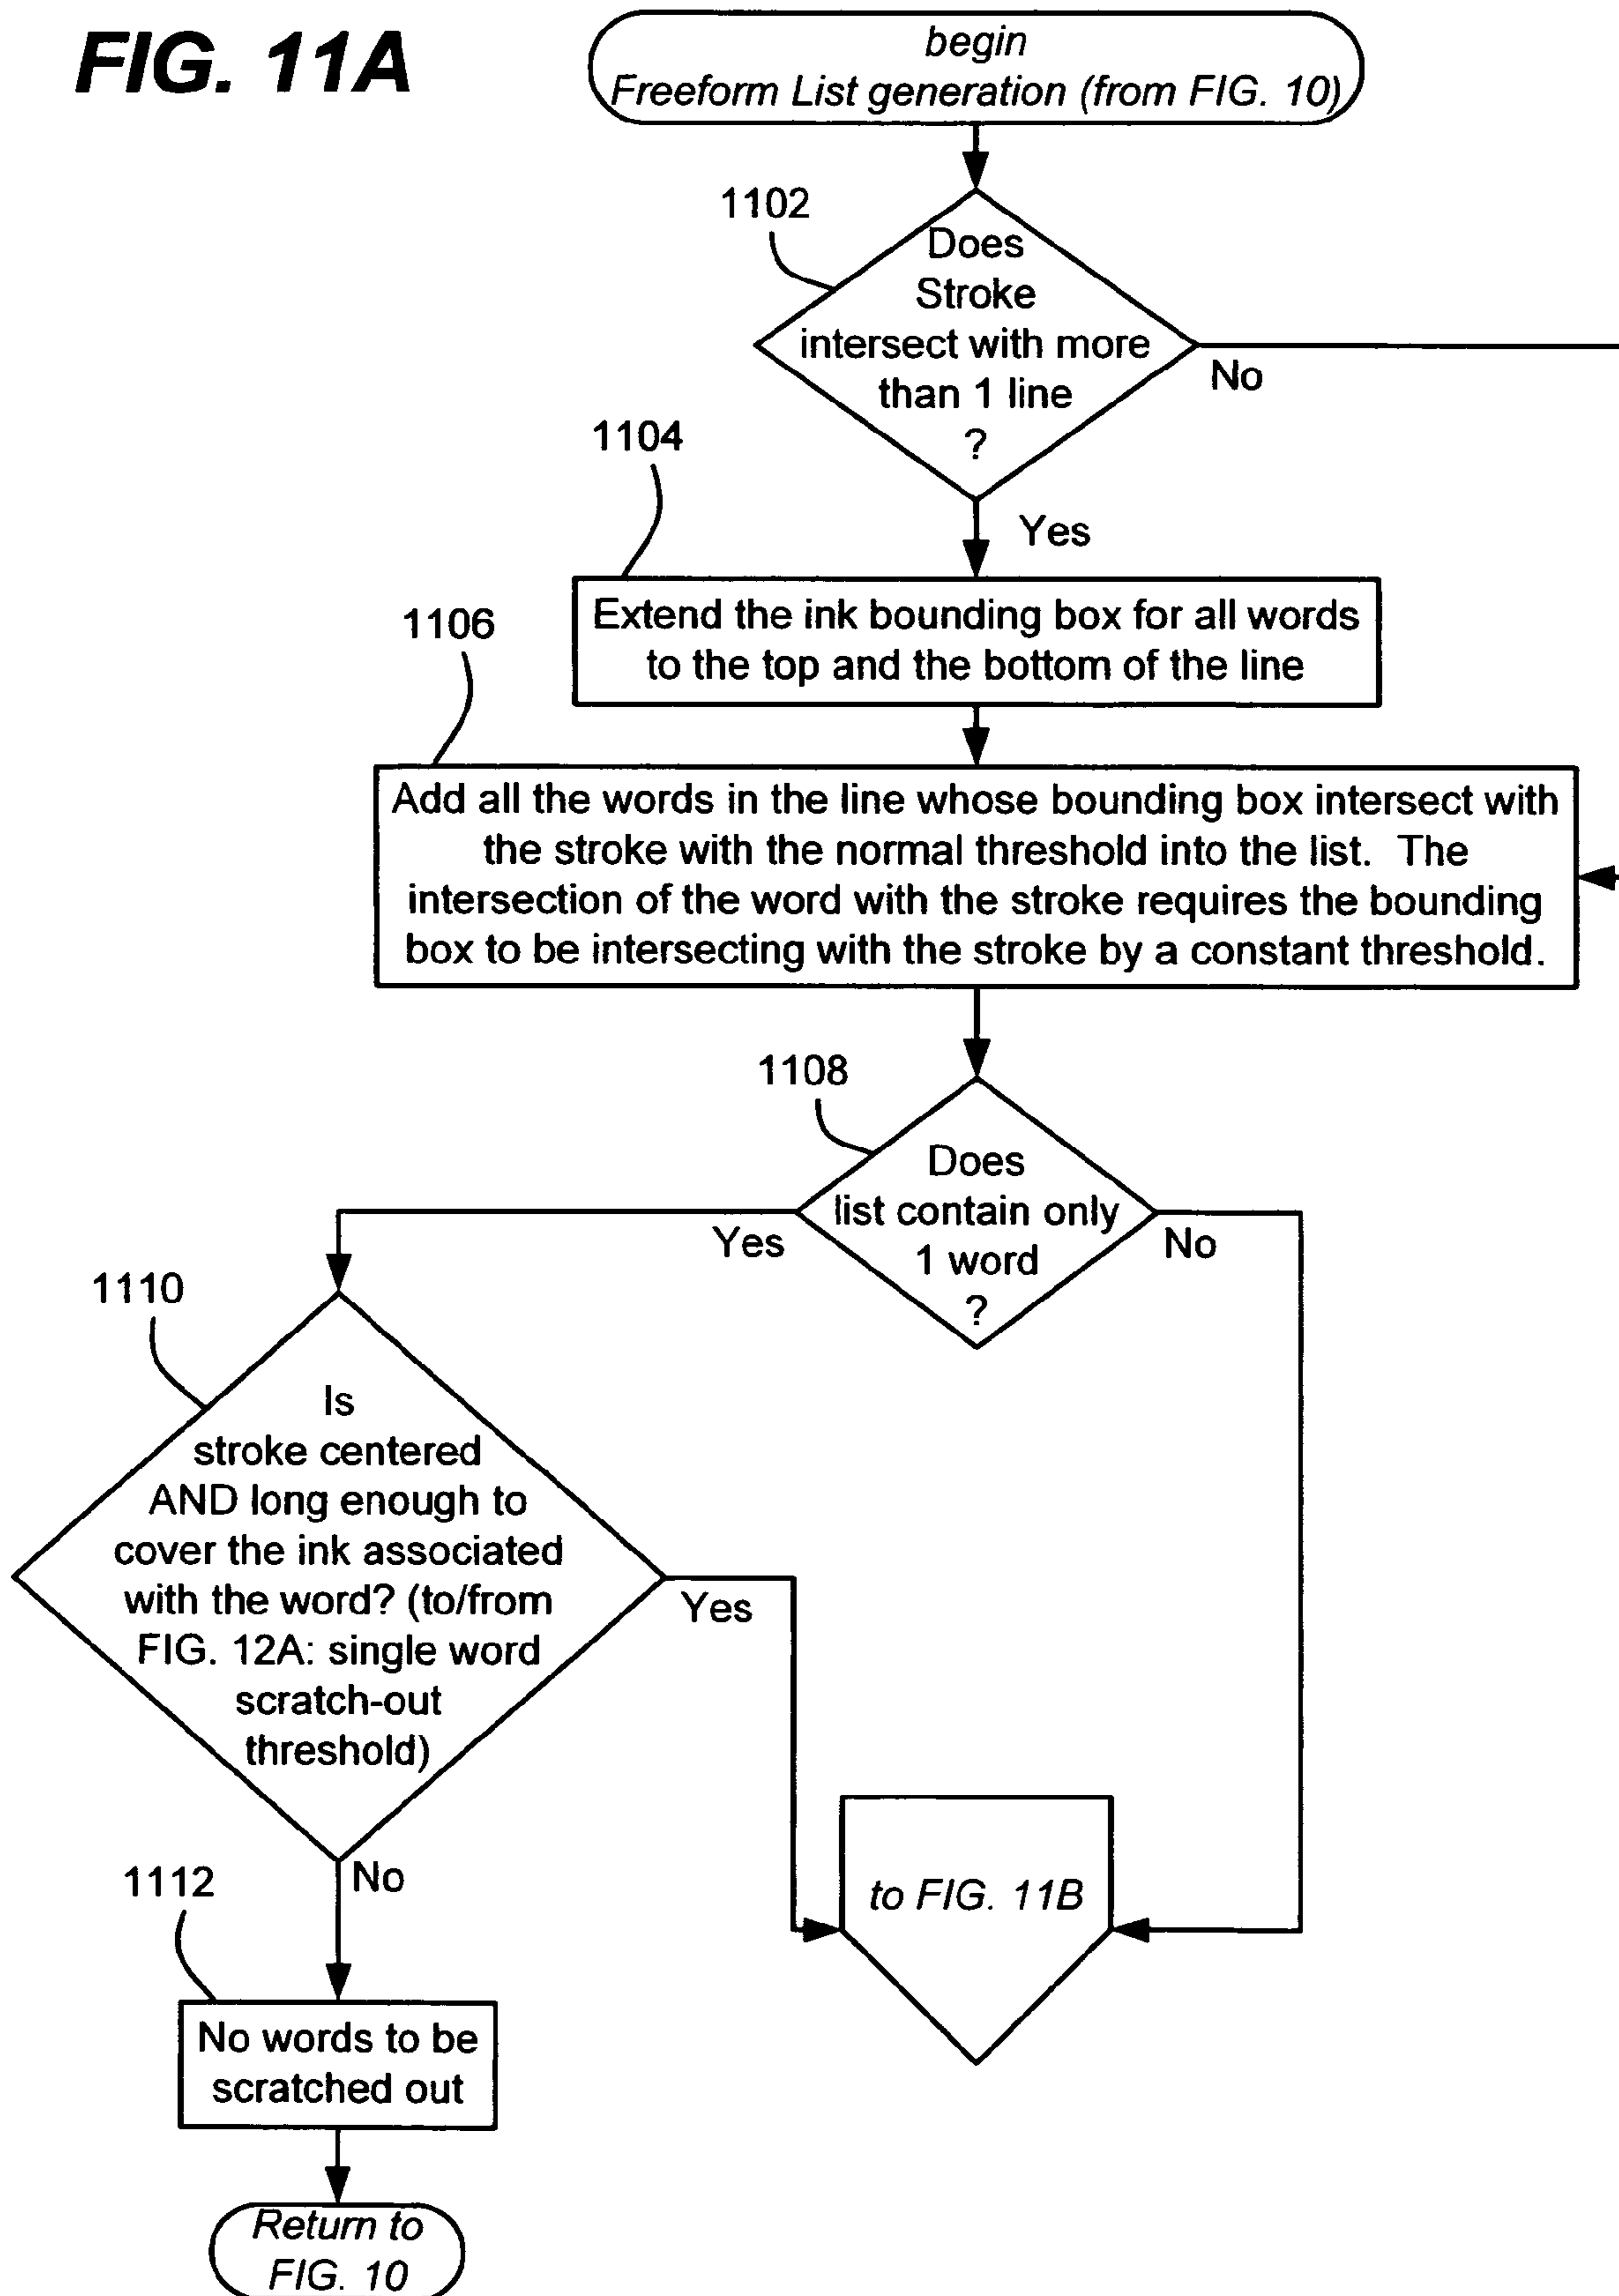 FIG. 11A
begin
Freeform List generation (from FIG. 10)
1102
Does
Stroke
intersect with more
than 1 line
?
No
Yes
1104
Extend the ink bounding box for all words
to the top and the bottom of the line
1106
Add all the words in the line whose bounding box intersect with
the stroke with the normal threshold into the list. The
intersection of the word with the stroke requires the bounding
box to be intersecting with the stroke by a constant threshold.
1108
Does
list contain only
1 word
?
Yes
No
1110
Is
stroke centered
AND long enough to
cover the ink associated
with the word? (to/from
FIG. 12A: single word
scratch-out
threshold)
Yes
No
to FIG. 11B
1112
No words to be
scratched out
Return to
FIG. 10